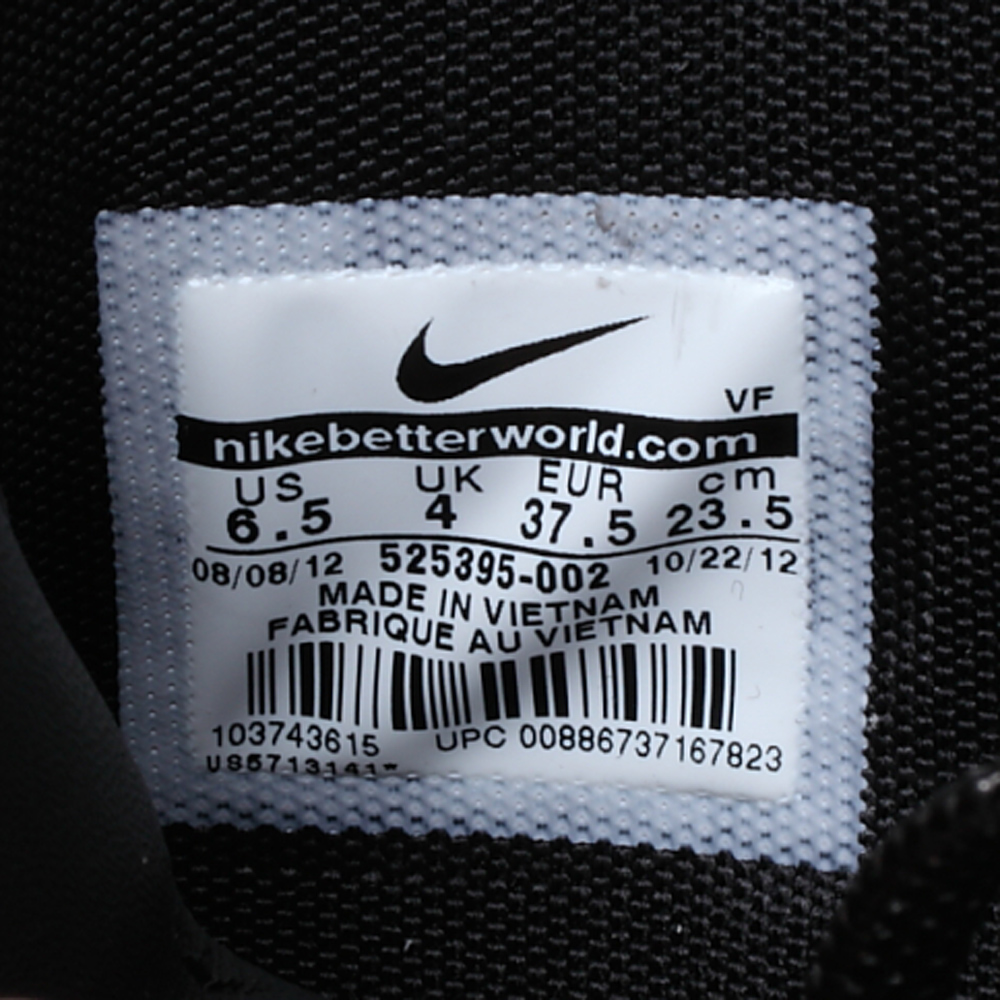 VF
nikebetterworld.com
US UK EUR cm
6.5 4 37.5 23.5
08/08/12 525395-002 10/22/12
MADE IN VIETNAM
FABRIQUE AU VIETNAM
103743615 UPC 00886737167823
US5713141*